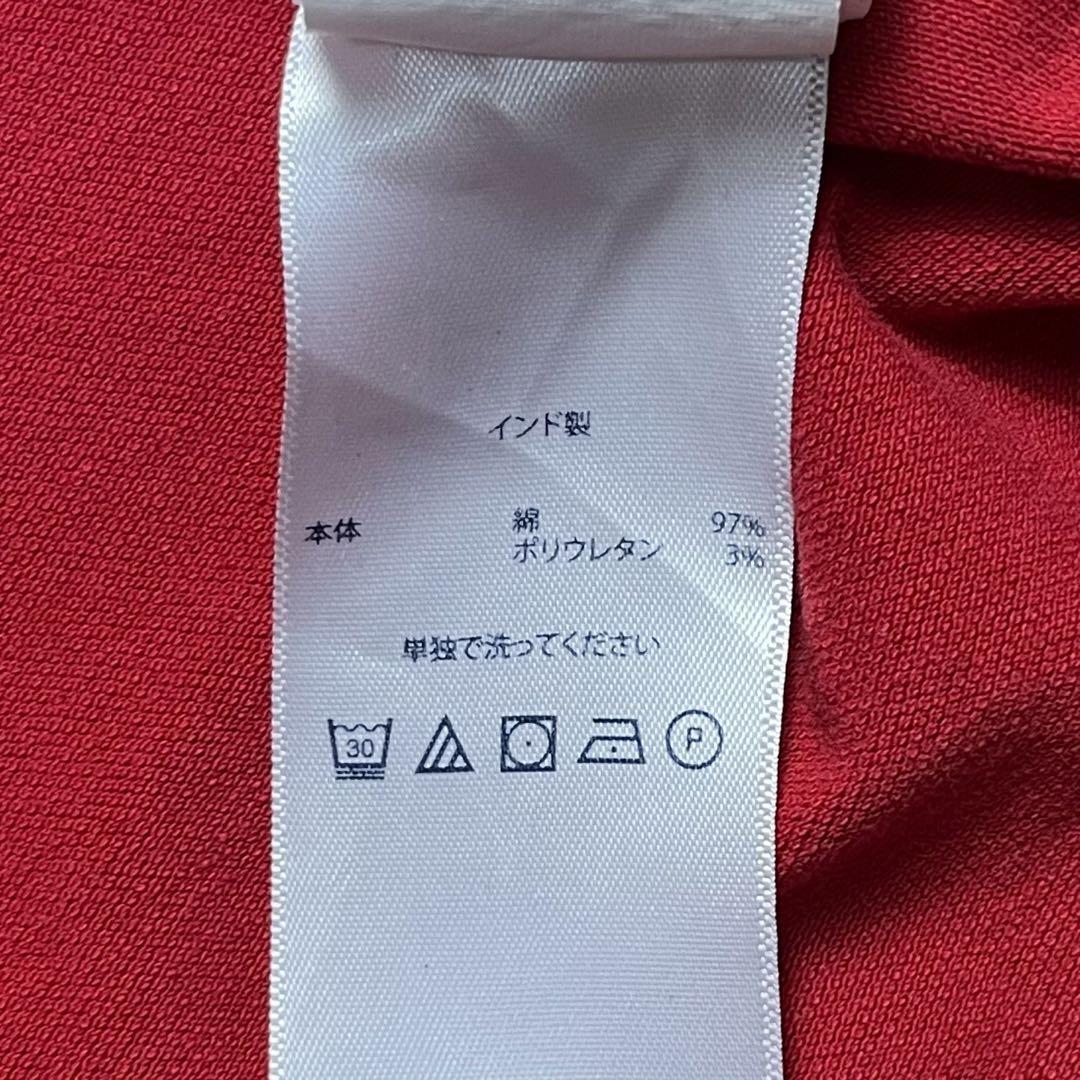 インド製
本体 綿 97%
ポリウレタン 3%
単独で洗ってください
30 P